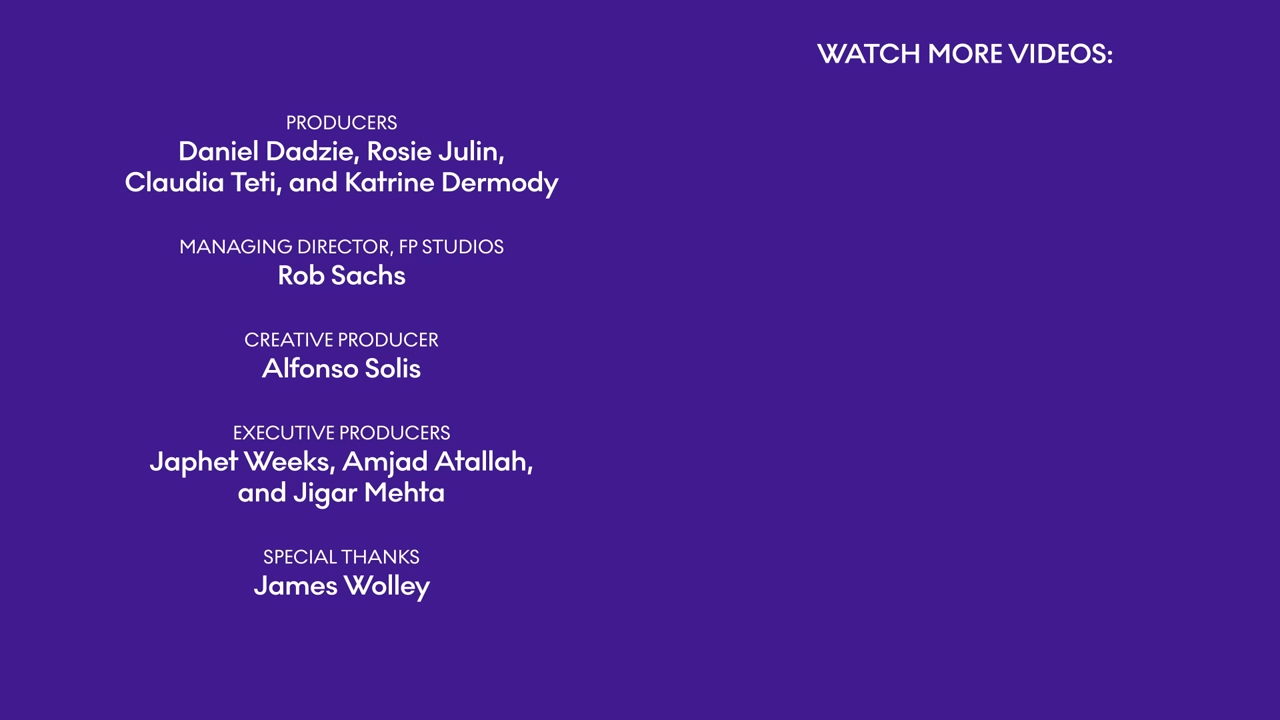 WATCH MORE VIDEOS:
PRODUCERS
Daniel Dadzie, Rosie Julin,
Claudia Teti, and Katrine Dermody
MANAGING DIRECTOR, FP STUDIOS
Rob Sachs
CREATIVE PRODUCER
Alfonso Solis
EXECUTIVE PRODUCERS
Japhet Weeks, Amjad Atallah,
and Jigar Mehta
SPECIAL THANKS
James Wolley